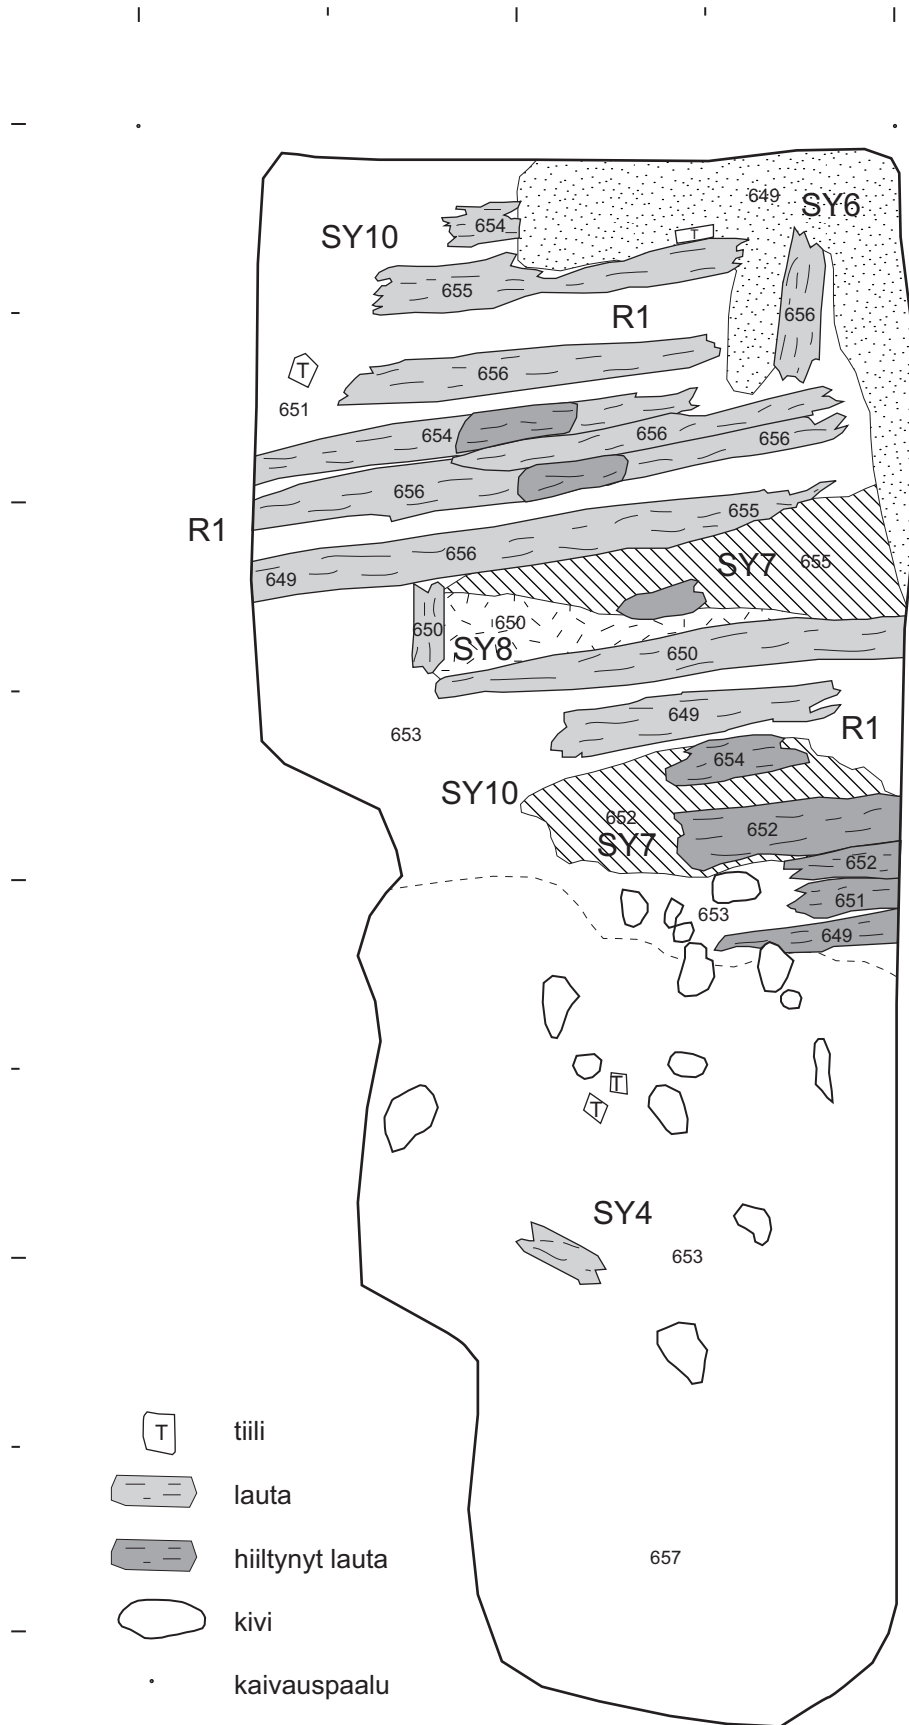 649
SY6
654
SY10
T
655
656
R1
T
656
651
654
656
656
656
655
R1
656
SY7
655
649
650
650
SY8
650
649
R1
653
654
SY10
652
SY7
652
652
651
653
649
T
T
SY4
653
T
tiili
lauta
hiiltynyt lauta
657
kivi
kaivauspaalu